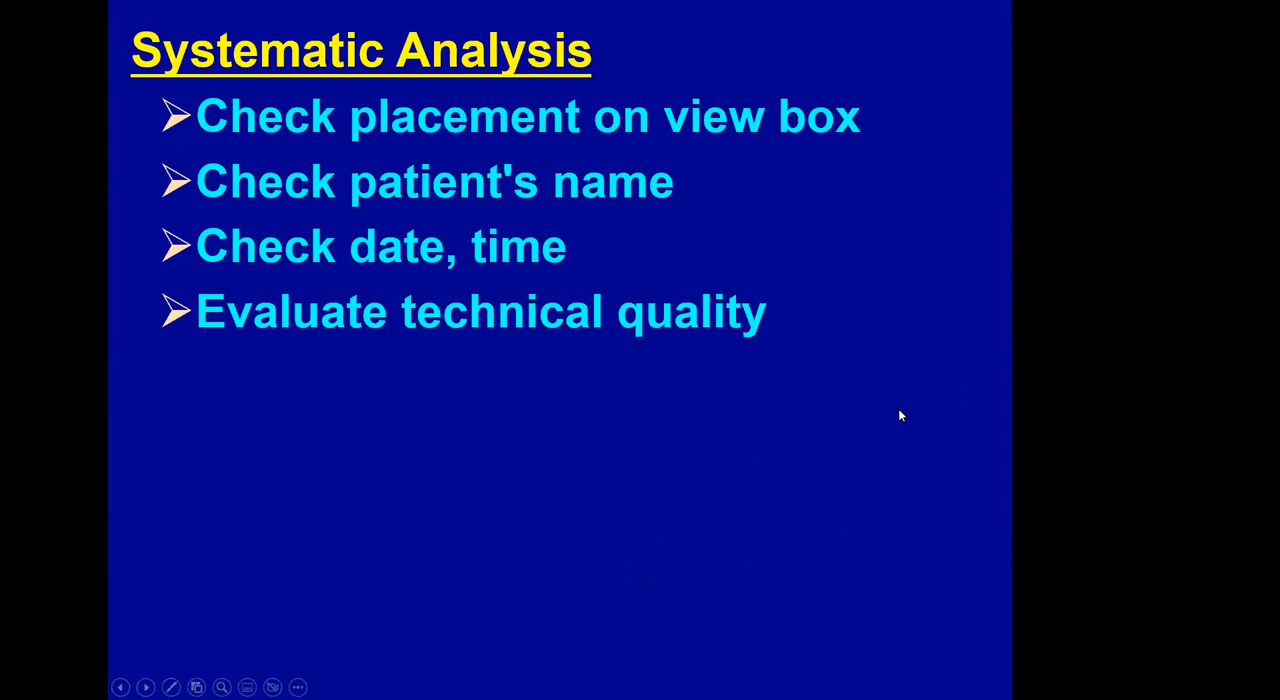 Systematic Analysis
Check placement on view box
Check patient's name
Check date, time
Evaluate technical quality